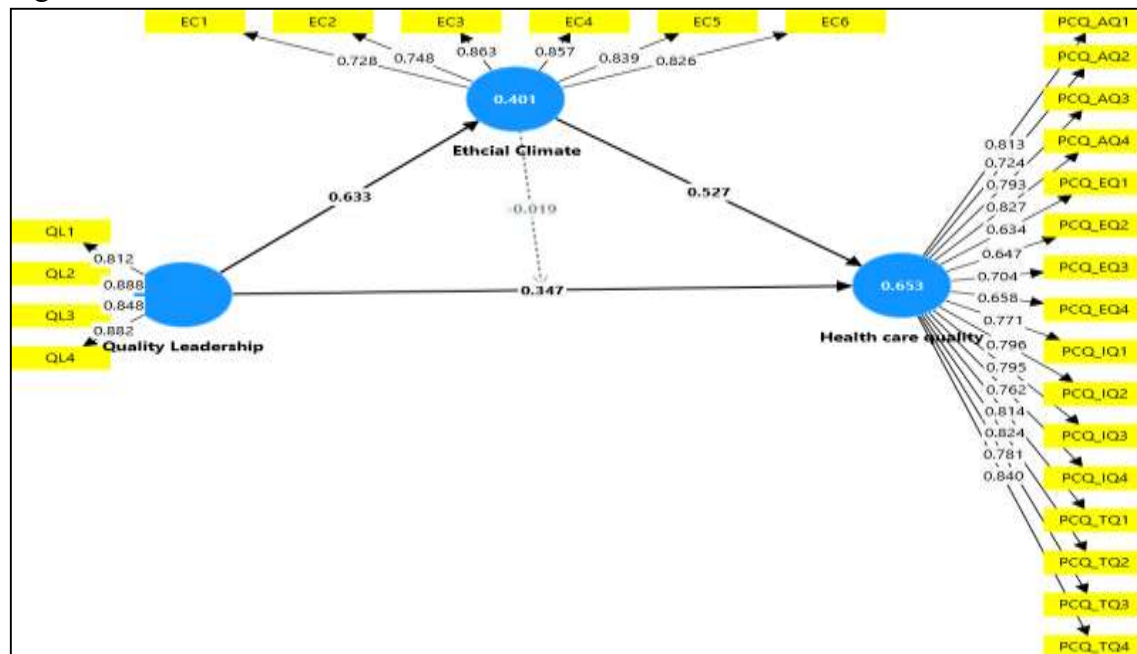 EC1 EC2 EC3 EC4 EC5 EC6
0.728 0.748 0.863 0.857 0.839 0.826
0.401
Ethcial Climate
0.633
0.527
-0.019
0.347
QL1
QL2
QL3
QL4
0.812
0.888
0.848
0.882
Quality Leadership
0.653
Health care quality
0.813
0.724
0.793
0.827
0.634
0.647
0.704
0.658
0.771
0.796
0.795
0.762
0.814
0.824
0.781
0.840
PCQ_AQ1
PCQ_AQ2
PCQ_AQ3
PCQ_AQ4
PCQ_EQ1
PCQ_EQ2
PCQ_EQ3
PCQ_EQ4
PCQ_IQ1
PCQ_IQ2
PCQ_IQ3
PCQ_IQ4
PCQ_TQ1
PCQ_TQ2
PCQ_TQ3
PCQ_TQ4